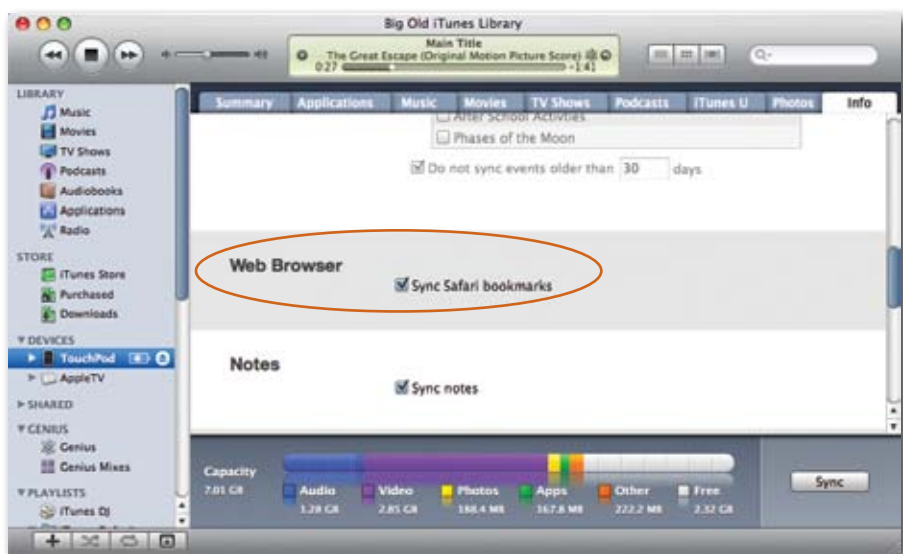 Big Old iTunes Library
Main Title
The Great Escape (Original Motion Picture Score)
0:27
-1:41
LIBRARY
Music
Movies
TV Shows
Podcasts
Audiobooks
Applications
Radio
STORE
iTunes Store
Purchased
Downloads
DEVICES
TouchPod
AppleTV
SHARED
GENIUS
Genius
Genius Mixes
PLAYLISTS
iTunes DJ
Summary Applications Music Movies TV Shows Podcasts iTunes U Photos Info
After School Activties
Phases of the Moon
Do not sync events older than 30 days
Web Browser
Sync Safari bookmarks
Notes
Sync notes
Capacity
7.01 GB
Audio Video Photos Apps Other Free
1.28 GB 2.85 GB 188.4 MB 367.8 MB 222.2 MB 2.32 GB
Sync